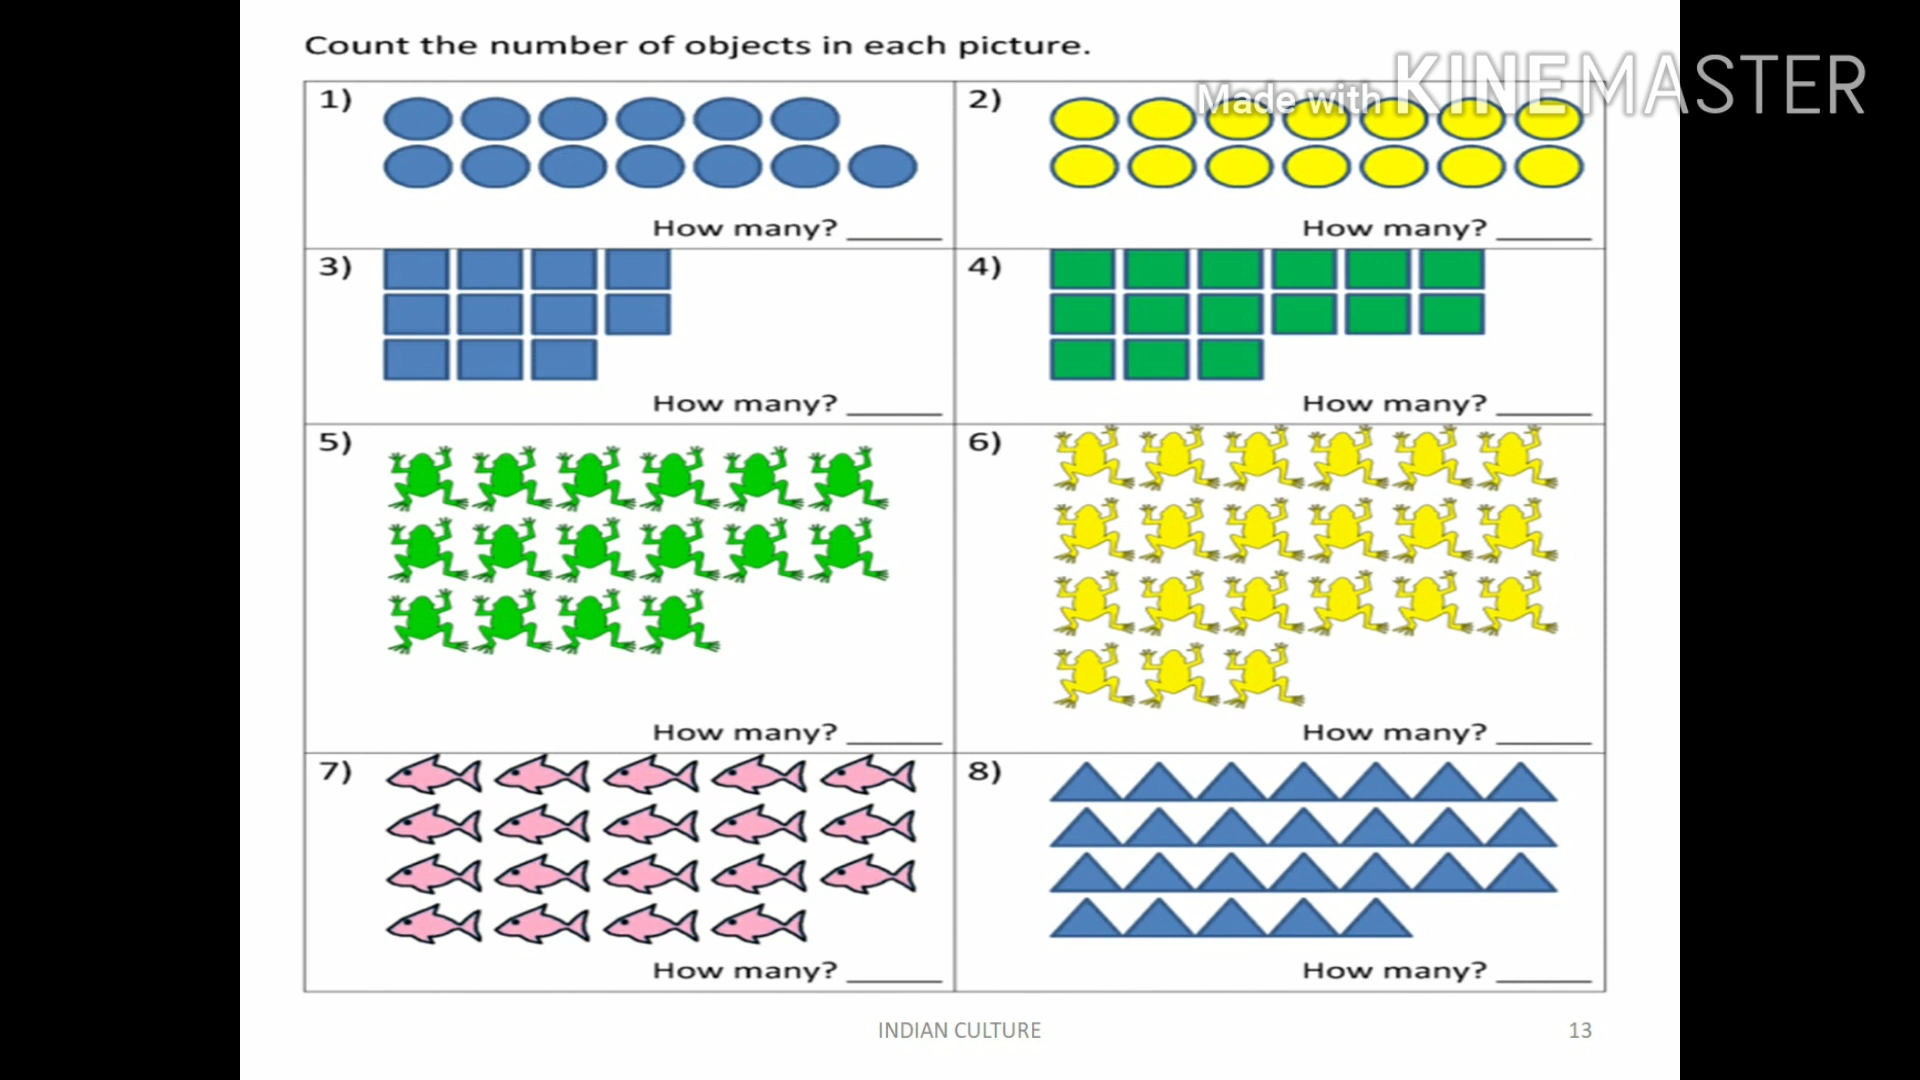 Count the number of objects in each picture.
Made with KINEMASTER
1)
2)
How many? ______
How many? ______
3)
4)
How many? ______
How many? ______
5)
6)
How many? ______
How many? ______
7)
8)
How many? ______
How many? ______
INDIAN CULTURE
13